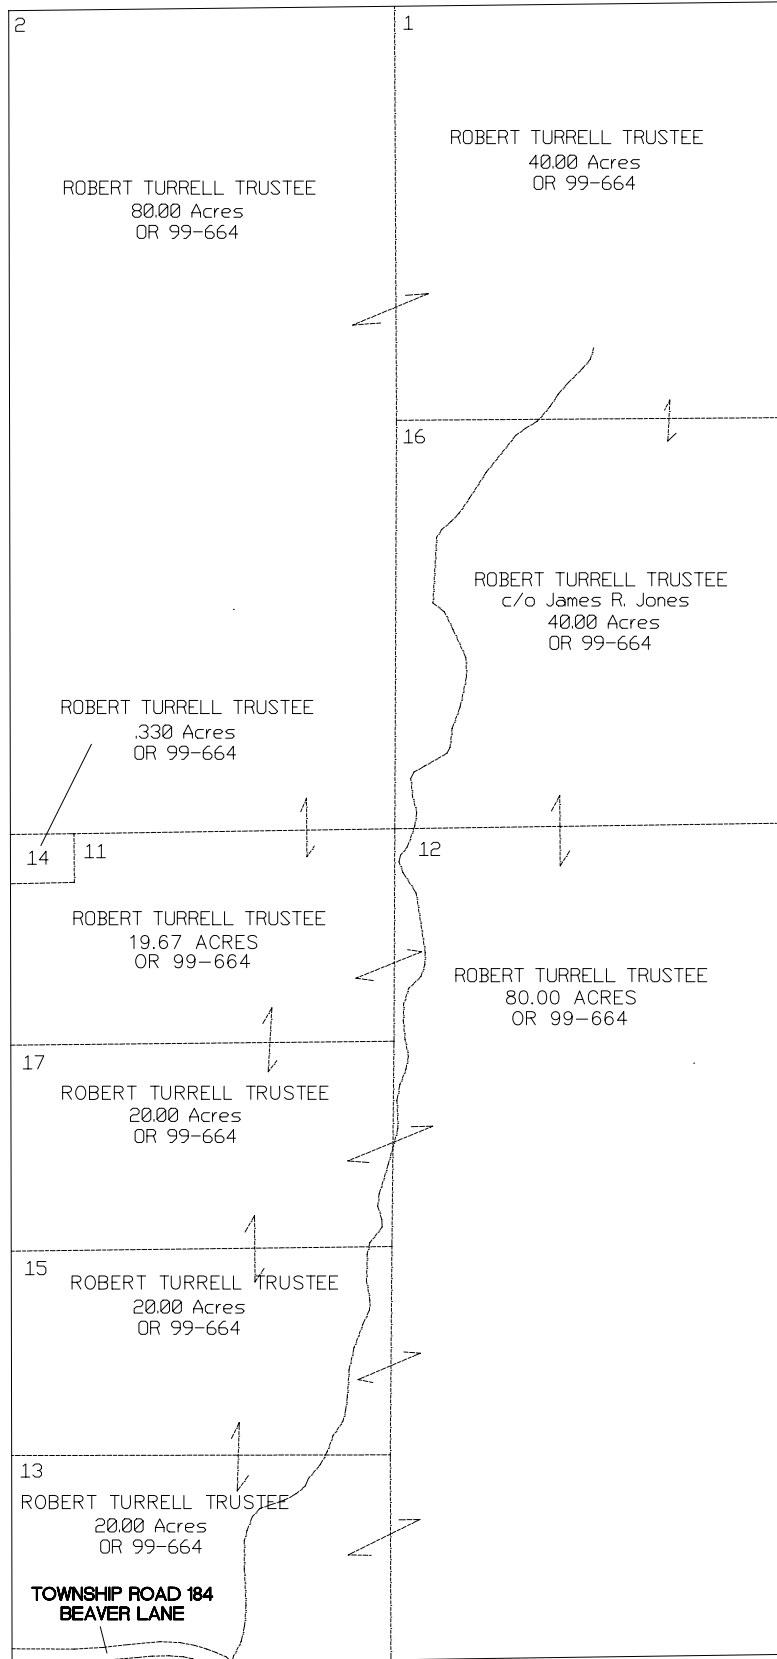 2
1
ROBERT TURRELL TRUSTEE
40.00 Acres
OR 99-664
ROBERT TURRELL TRUSTEE
80.00 Acres
OR 99-664
16
ROBERT TURRELL TRUSTEE
c/o James R. Jones
40.00 Acres
OR 99-664
ROBERT TURRELL TRUSTEE
.330 Acres
OR 99-664
14
11
12
ROBERT TURRELL TRUSTEE
19.67 ACRES
OR 99-664
ROBERT TURRELL TRUSTEE
80.00 ACRES
OR 99-664
17
ROBERT TURRELL TRUSTEE
20.00 Acres
OR 99-664
15
ROBERT TURRELL TRUSTEE
20.00 Acres
OR 99-664
13
ROBERT TURRELL TRUSTEE
20.00 Acres
OR 99-664
TOWNSHIP ROAD 184
BEAVER LANE